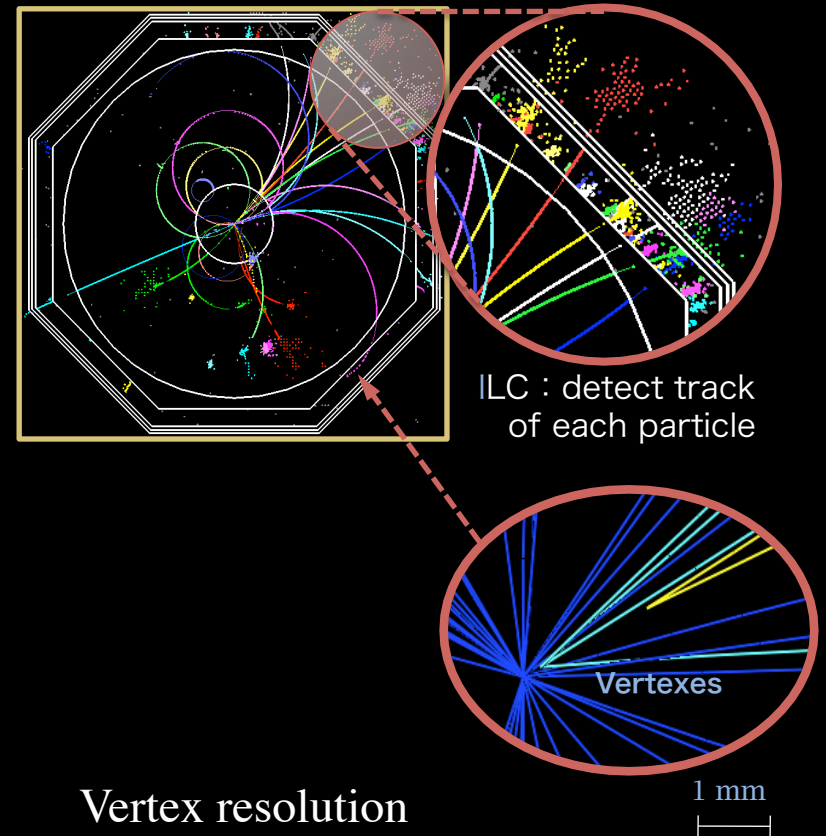 ILC : detect track
of each particle
Vertexes
Vertex resolution
1 mm